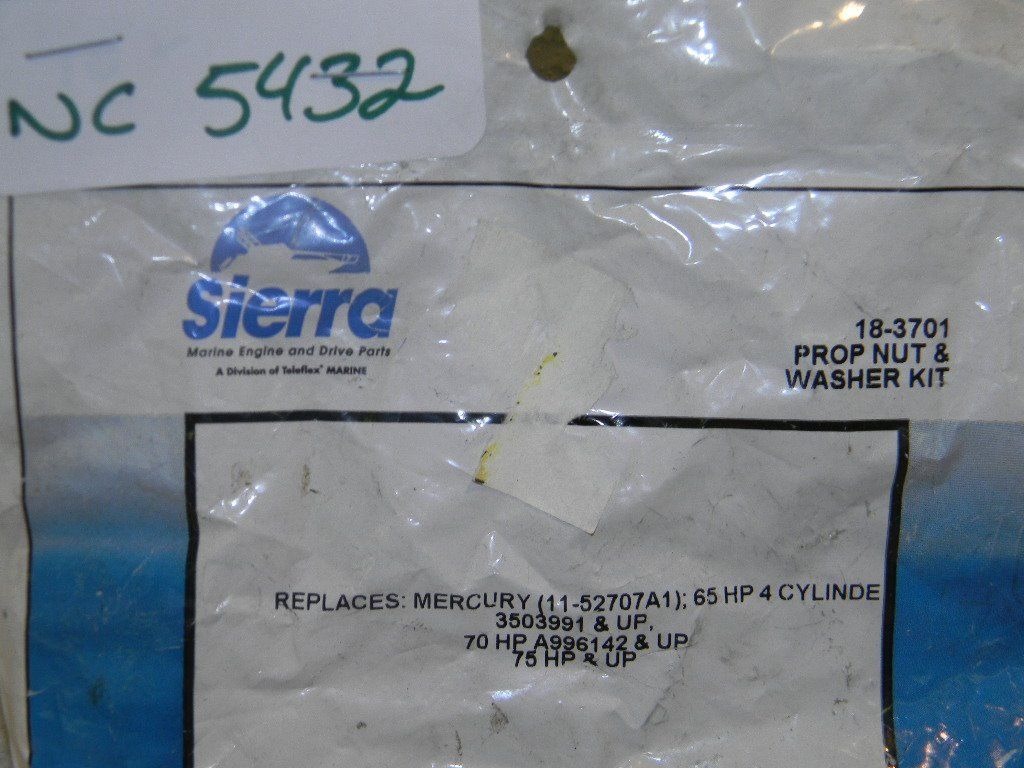 NC 5432
Sierra
Marine Engine and Drive Parts
A Division of Teleflex® MARINE
18-3701
PROP NUT &
WASHER KIT
REPLACES: MERCURY (11-52707A1); 65 HP 4 CYLINDE
3503991 & UP,
70 HP A996142 & UP
75 HP & UP